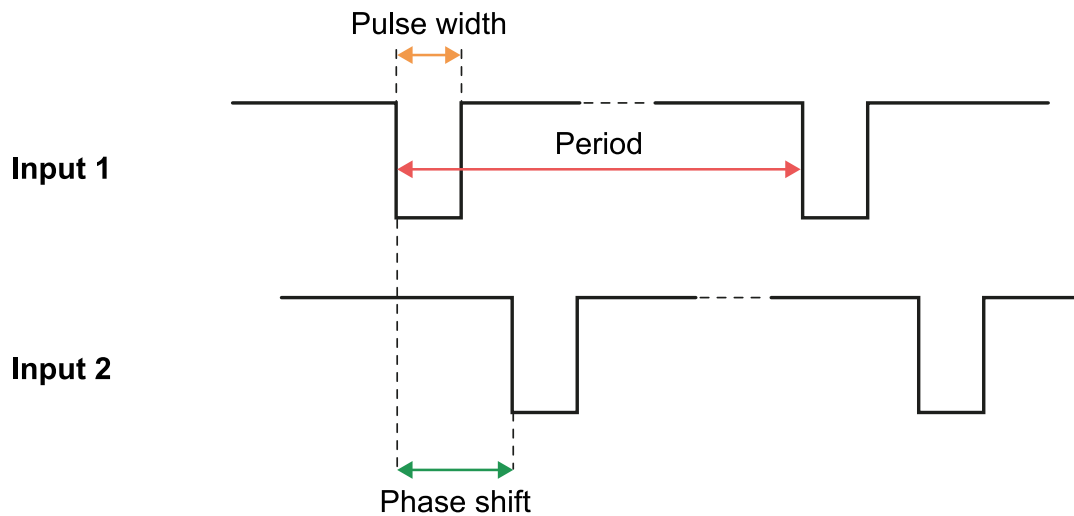 Pulse width
Period
Input 1
Input 2
Phase shift